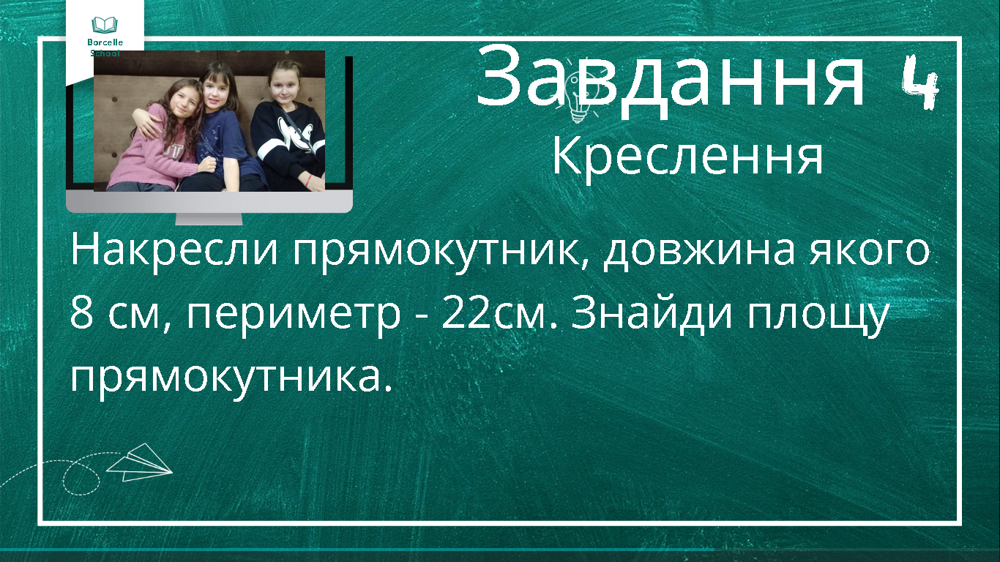 Borcelle
School
Завдання 4
Креслення
Накресли прямокутник, довжина якого
8 см, периметр - 22см. Знайди площу
прямокутника.